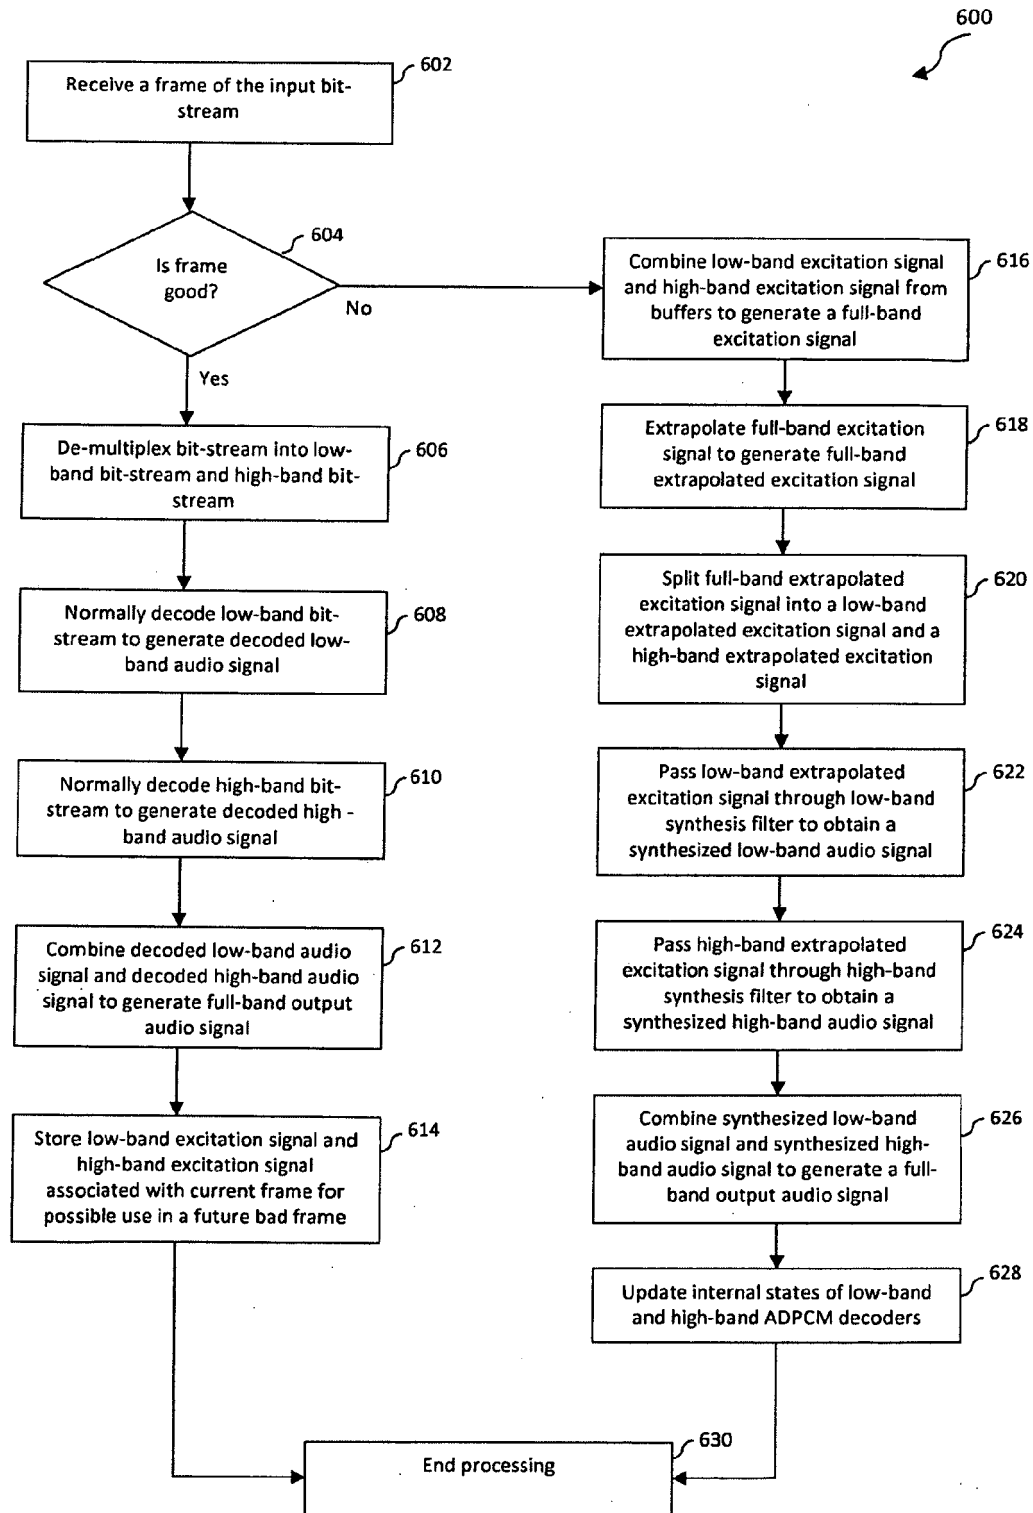 600
Receive a frame of the input bit-
stream
602
604
Is frame
good?
No
Yes
De-multiplex bit-stream into low-
band bit-stream and high-band bit-
stream
606
Normally decode low-band bit-
stream to generate decoded low-
band audio signal
608
Normally decode high-band bit-
stream to generate decoded high -
band audio signal
610
Combine decoded low-band audio
signal and decoded high-band audio
signal to generate full-band output
audio signal
612
Store low-band excitation signal and
high-band excitation signal
associated with current frame for
possible use in a future bad frame
614
Combine low-band excitation signal
and high-band excitation signal from
buffers to generate a full-band
excitation signal
616
Extrapolate full-band excitation
signal to generate full-band
extrapolated excitation signal
618
Split full-band extrapolated
excitation signal into a low-band
extrapolated excitation signal and a
high-band extrapolated excitation
signal
620
Pass low-band extrapolated
excitation signal through low-band
synthesis filter to obtain a
synthesized low-band audio signal
622
Pass high-band extrapolated
excitation signal through high-band
synthesis filter to obtain a
synthesized high-band audio signal
624
Combine synthesized low-band
audio signal and synthesized high-
band audio signal to generate a full-
band output audio signal
626
Update internal states of low-band
and high-band ADPCM decoders
628
End processing
630